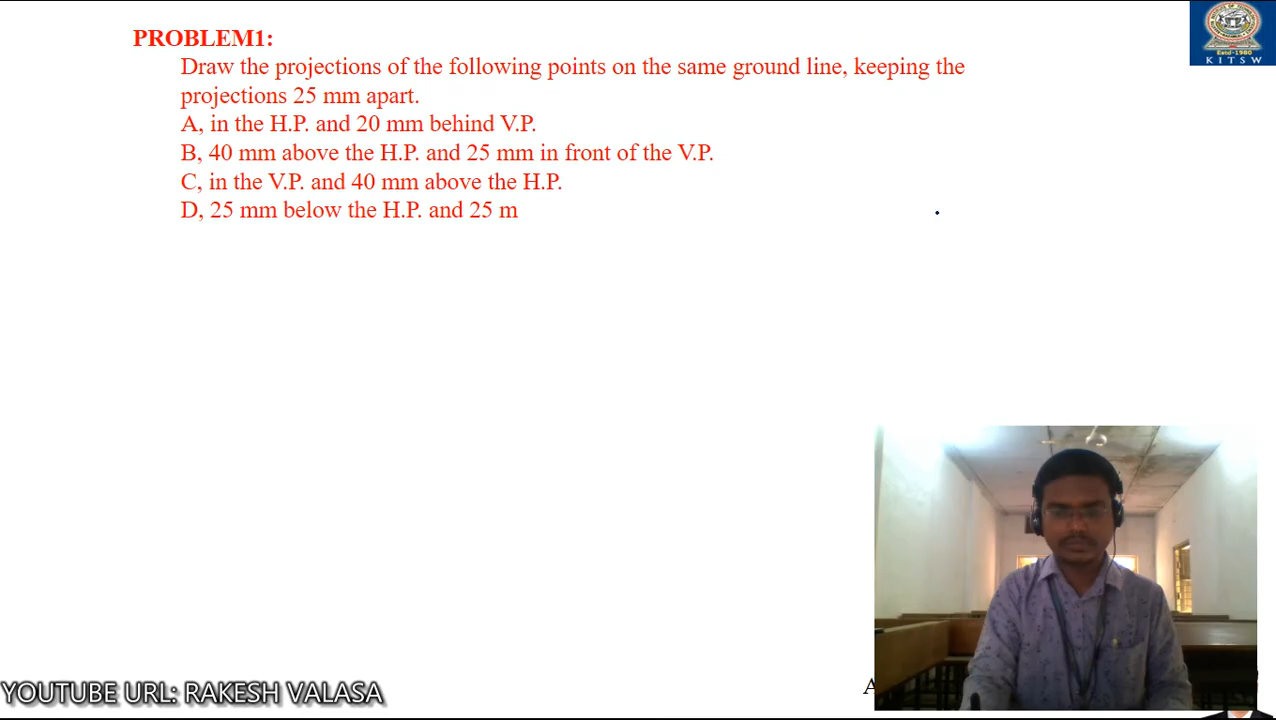 PROBLEM1:
Draw the projections of the following points on the same ground line, keeping the
projections 25 mm apart.
A, in the H.P. and 20 mm behind V.P.
B, 40 mm above the H.P. and 25 mm in front of the V.P.
C, in the V.P. and 40 mm above the H.P.
D, 25 mm below the H.P. and 25 m
Estd-1980
KITSW
A
YOUTUBE URL: RAKESH VALASA